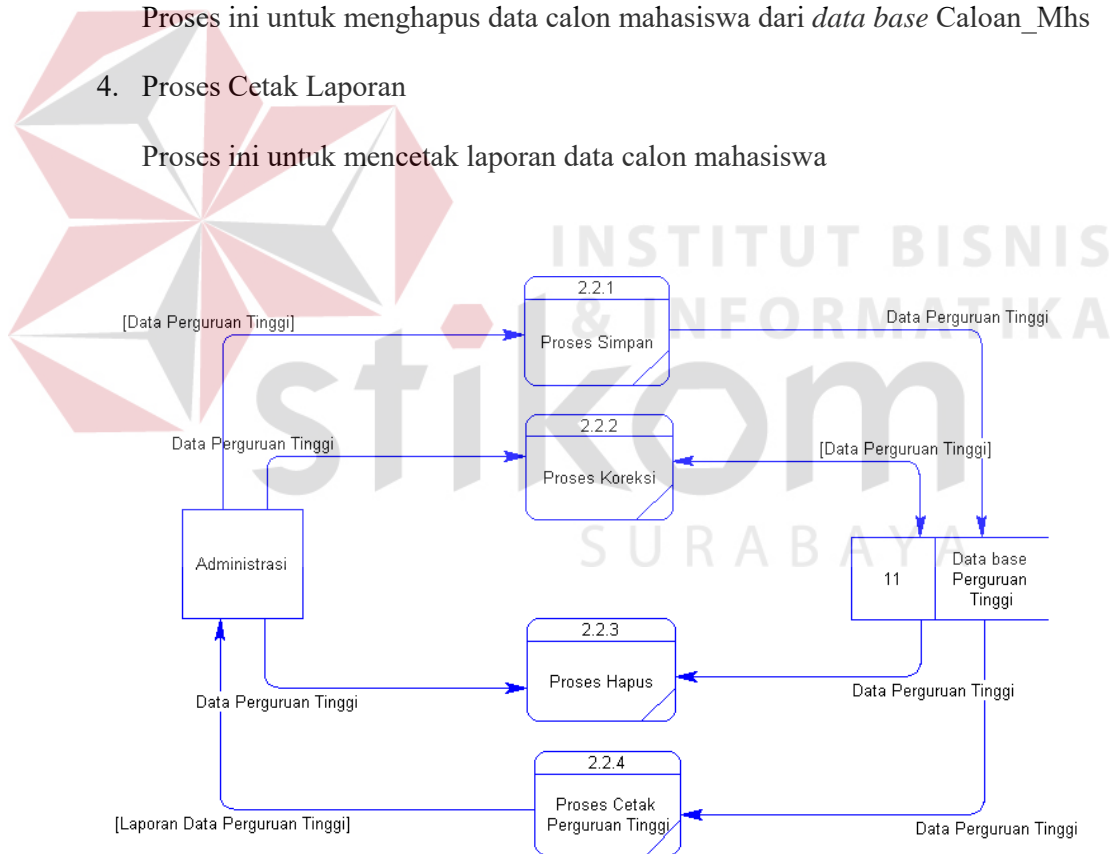 Proses ini untuk menghapus data calon mahasiswa dari data base Caloan_Mhs
4. Proses Cetak Laporan
Proses ini untuk mencetak laporan data calon mahasiswa
INSTITUT BISNIS
& INFORMATIKA
stikom
SURABAYA
2.2.1
Proses Simpan
[Data Perguruan Tinggi]
Data Perguruan Tinggi
2.2.2
Proses Koreksi
Data Perguruan Tinggi
[Data Perguruan Tinggi]
Administrasi
11
Data base
Perguruan
Tinggi
2.2.3
Proses Hapus
Data Perguruan Tinggi
Data Perguruan Tinggi
2.2.4
Proses Cetak
Perguruan Tinggi
[Laporan Data Perguruan Tinggi]
Data Perguruan Tinggi